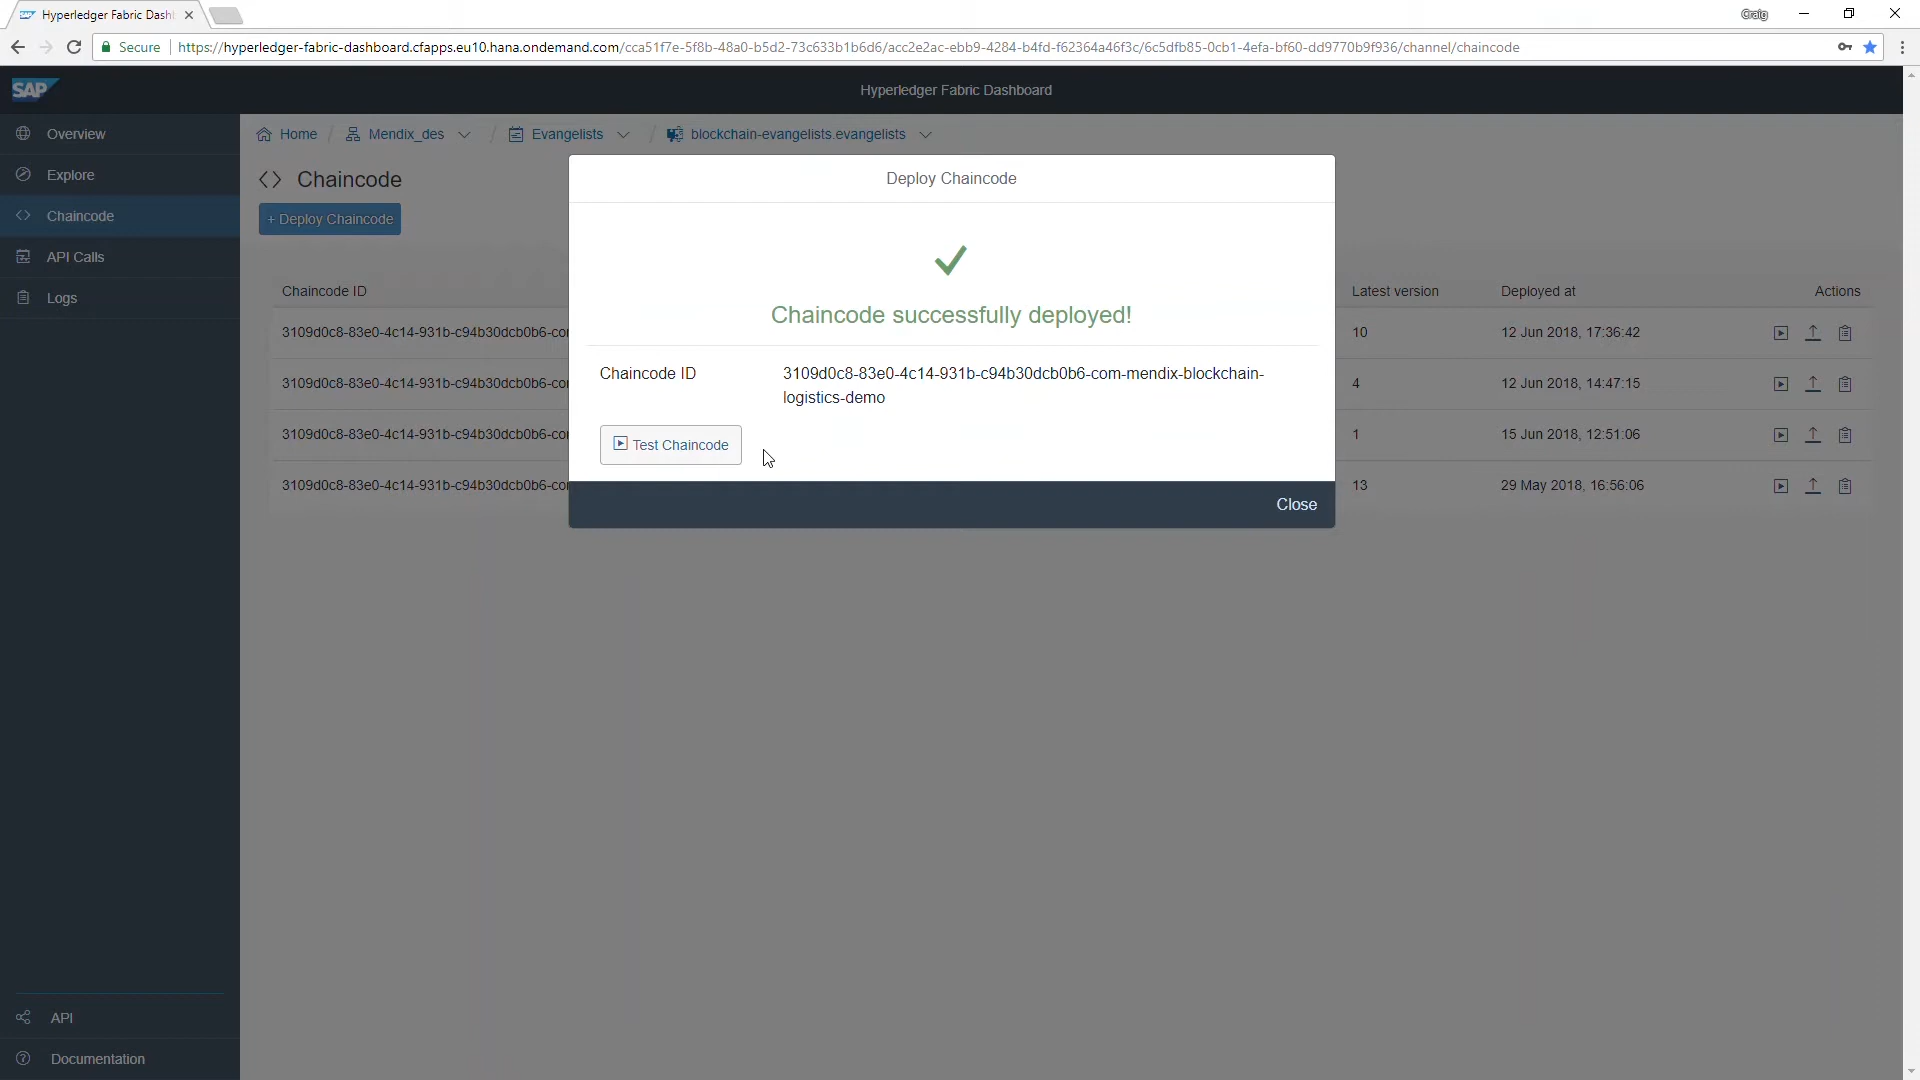 Hyperledger Fabric Dash
Craig
Secure
https://hyperledger-fabric-dashboard.cfapps.eu10.hana.ondemand.com/cca51f7e-5f8b-48a0-b5d2-73c633b1b6d6/acc2e2ac-ebb9-4284-b4fd-f62364a46f3c/6c5dfb85-0cb1-4efa-bf60-dd9770b9f936/channel/chaincode
SAP
Hyperledger Fabric Dashboard
Overview
Explore
Chaincode
API Calls
Logs
API
Documentation
Home / Mendix_des / Evangelists / blockchain-evangelists.evangelists
<> Chaincode
+ Deploy Chaincode
Chaincode ID Latest version Deployed at Actions
3109d0c8-83e0-4c14-931b-c94b30dcb0b6-con 10 12 Jun 2018, 17:36:42
3109d0c8-83e0-4c14-931b-c94b30dcb0b6-con 4 12 Jun 2018, 14:47:15
3109d0c8-83e0-4c14-931b-c94b30dcb0b6-con 1 15 Jun 2018, 12:51:06
3109d0c8-83e0-4c14-931b-c94b30dcb0b6-con 13 29 May 2018, 16:56:06
Deploy Chaincode
Chaincode successfully deployed!
Chaincode ID 3109d0c8-83e0-4c14-931b-c94b30dcb0b6-com-mendix-blockchain-
logistics-demo
Test Chaincode
Close